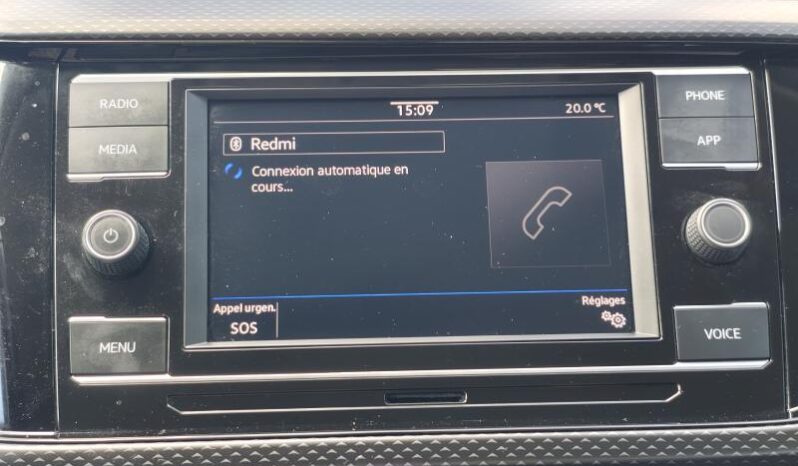 RADIO
MEDIA
MENU
15:09
20.0 °C
Redmi
Connexion automatique en
cours...
Appel urgen.
SOS
Réglages
PHONE
APP
VOICE